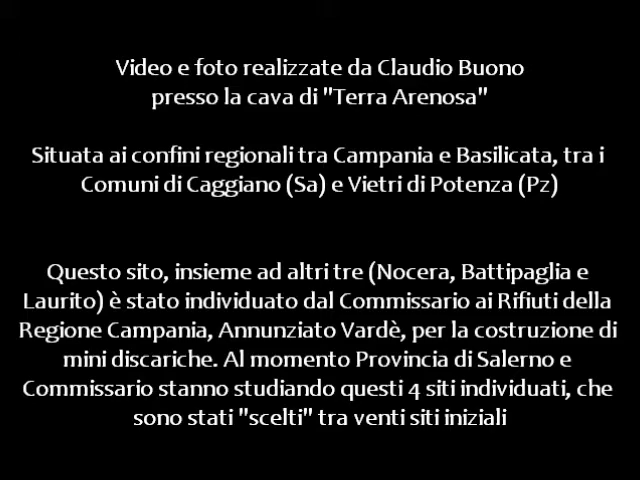 Video e foto realizzate da Claudio Buono
presso la cava di "Terra Arenosa"
Situata ai confini regionali tra Campania e Basilicata, tra i
Comuni di Caggiano (Sa) e Vietri di Potenza (Pz)
Questo sito, insieme ad altri tre (Nocera, Battipaglia e
Laurito) è stato individuato dal Commissario ai Rifiuti della
Regione Campania, Annunziato Vardè, per la costruzione di
mini discariche. Al momento Provincia di Salerno e
Commissario stanno studiando questi 4 siti individuati, che
sono stati "scelti" tra venti siti iniziali